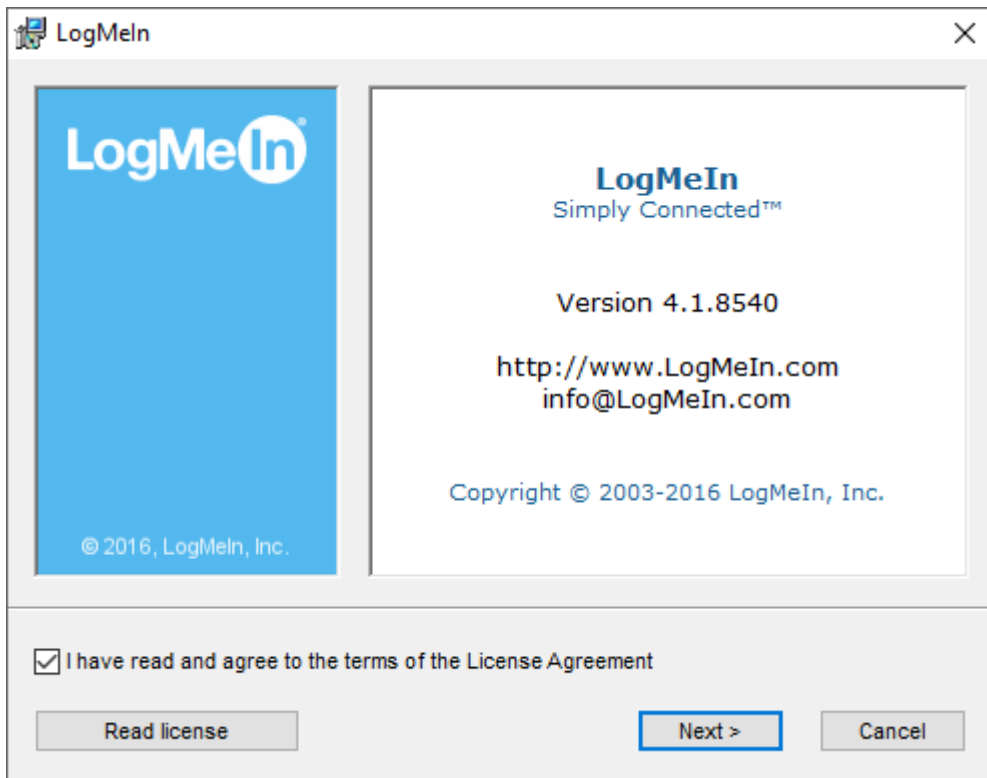 LogMeIn
LogMeIn®
© 2016, LogMeIn, Inc.
LogMeIn
Simply Connected™
Version 4.1.8540
http://www.LogMeIn.com
info@LogMeIn.com
Copyright © 2003-2016 LogMeIn, Inc.
I have read and agree to the terms of the License Agreement
Read license
Next >
Cancel